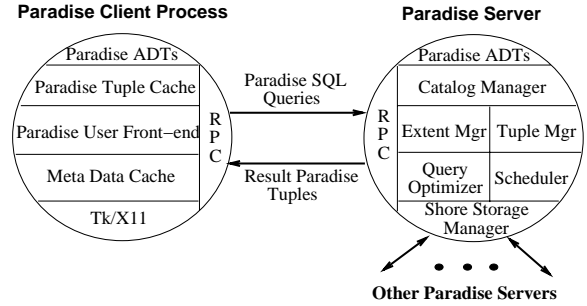 Paradise Client Process
Paradise ADTs
Paradise Tuple Cache
Paradise User Front-end
Meta Data Cache
Tk/X11
R
P
C
Paradise SQL
Queries
Result Paradise
Tuples
Paradise Server
Paradise ADTs
Catalog Manager
R
P
C
Extent Mgr
Tuple Mgr
Query
Optimizer
Scheduler
Shore Storage
Manager
Other Paradise Servers